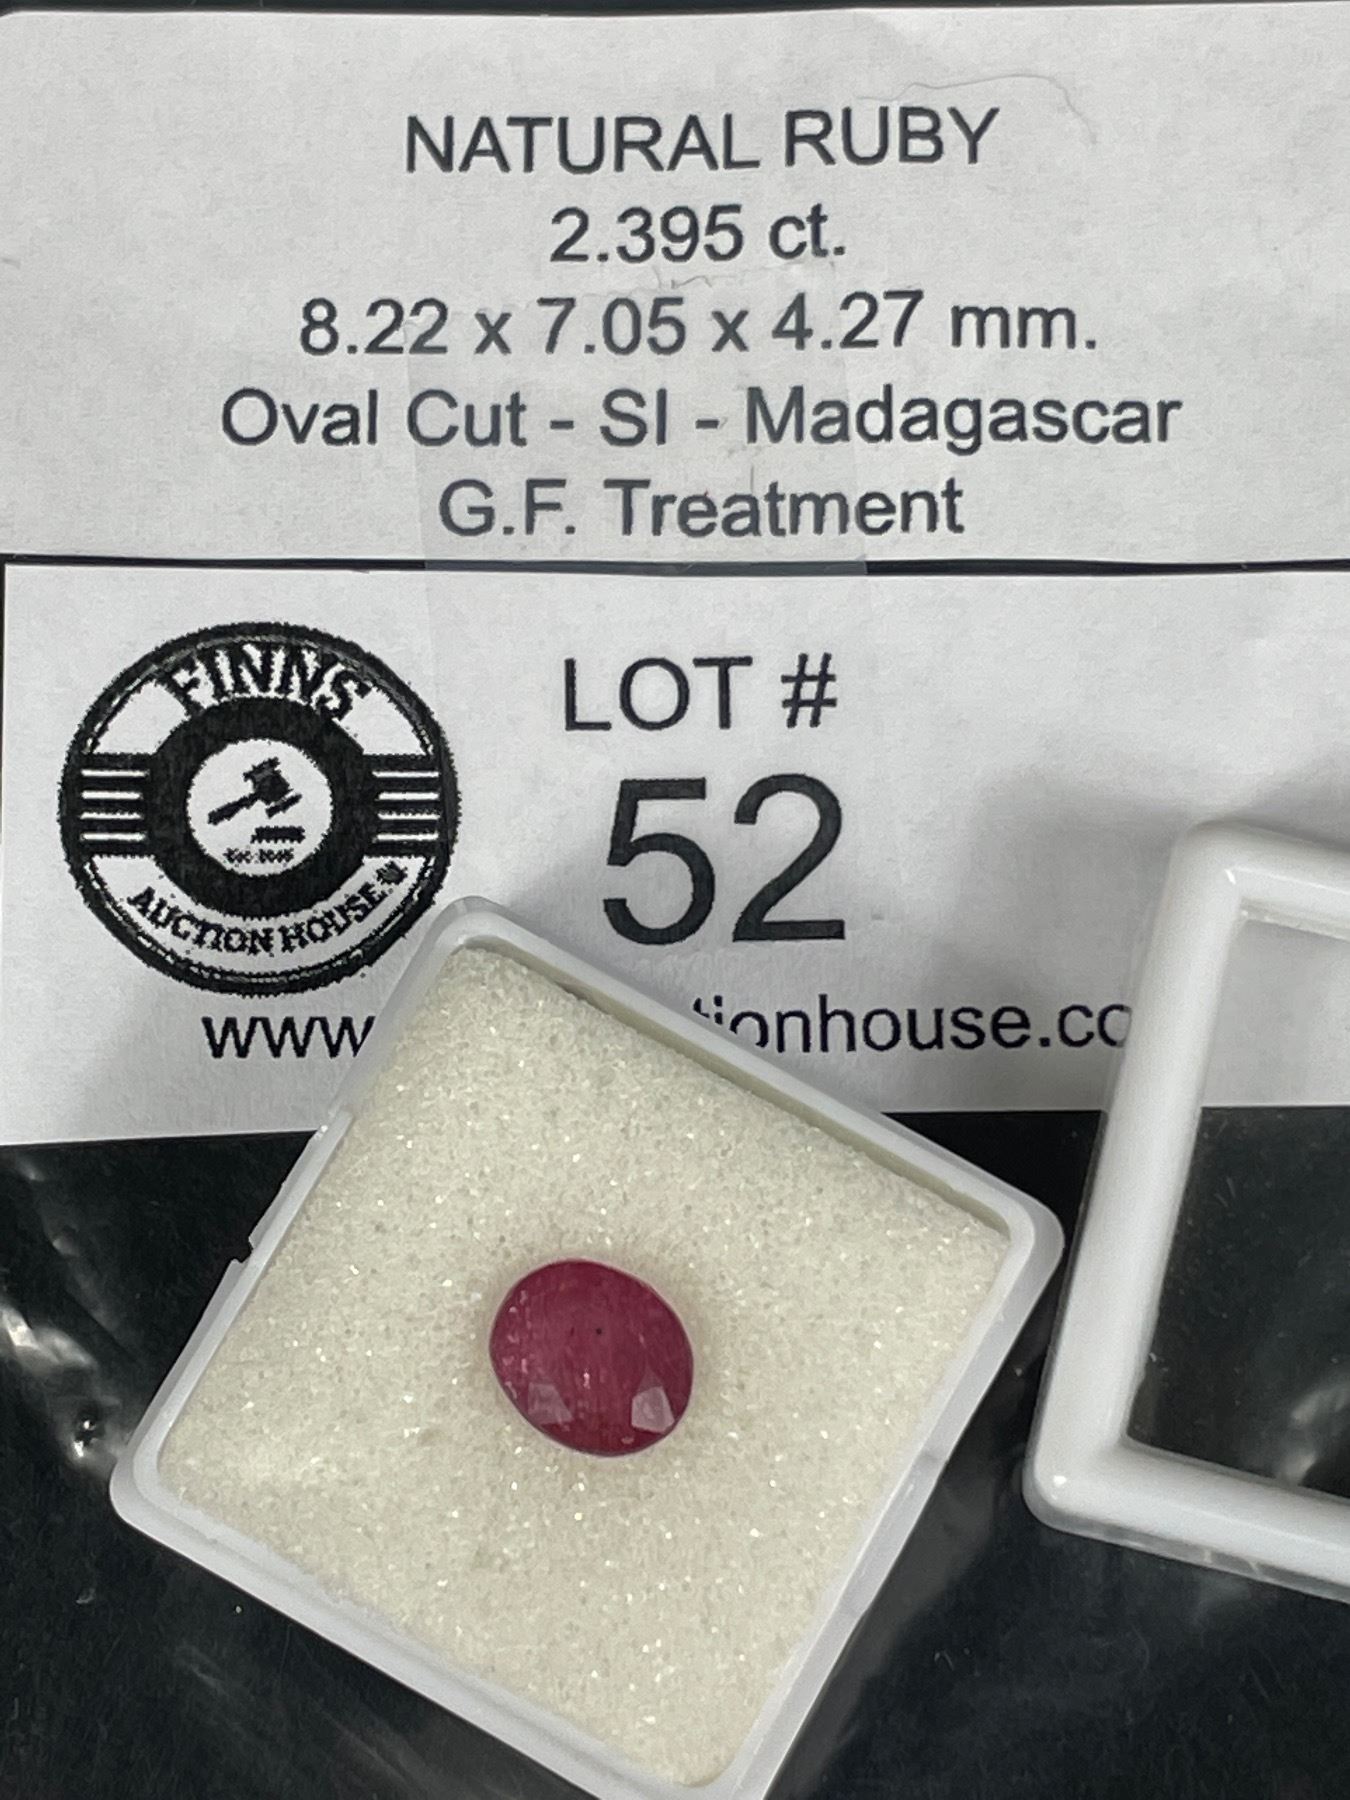 NATURAL RUBY
2.395 ct.
8.22 x 7.05 x 4.27 mm.
Oval Cut - SI - Madagascar
G.F. Treatment
FINNS
AUCTION HOUSE
LOT #
52
www
tionhouse.co